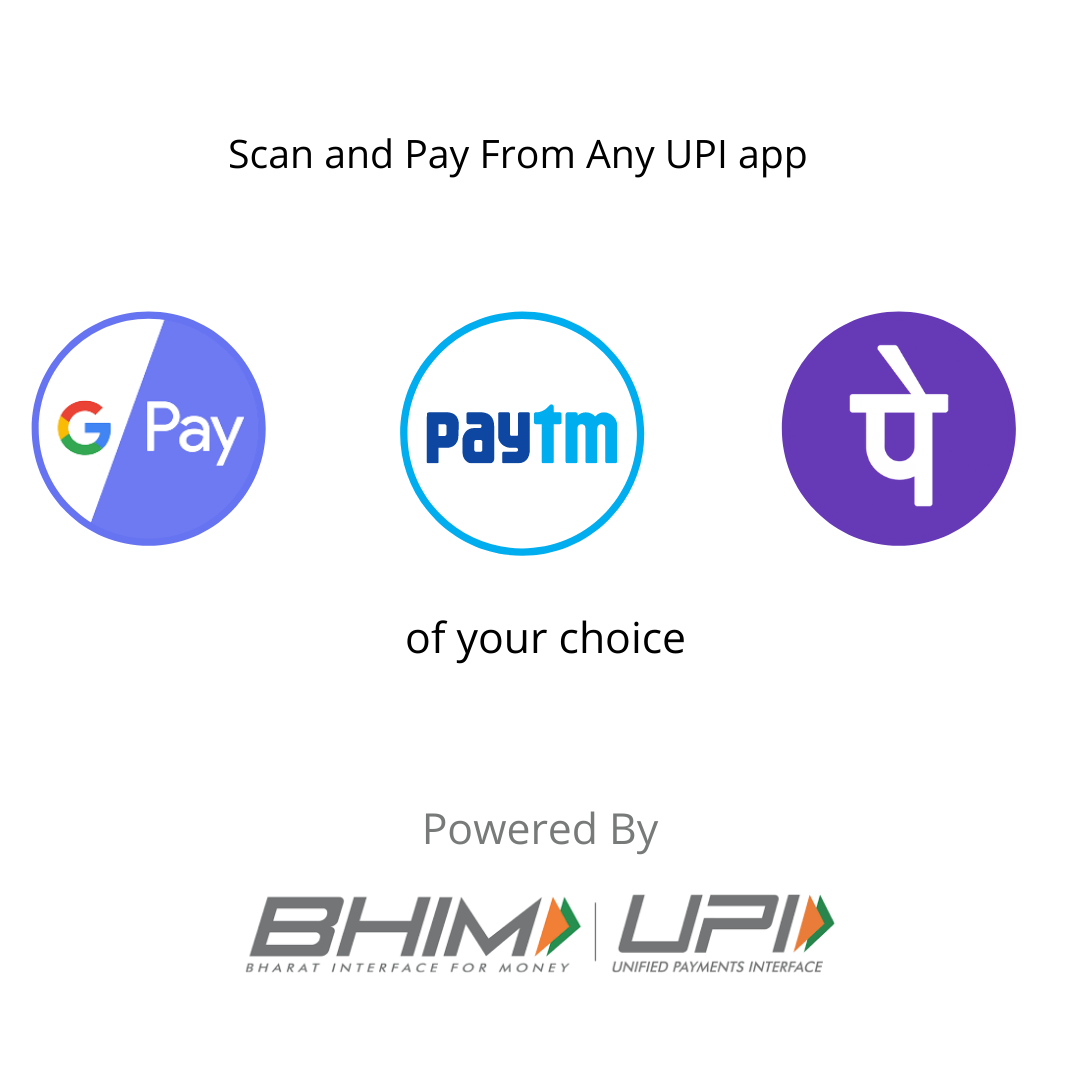 Scan and Pay From Any UPI app
G Pay
paytm
पे
of your choice
Powered By
BHIM UPI
BHARAT INTERFACE FOR MONEY UNIFIED PAYMENTS INTERFACE